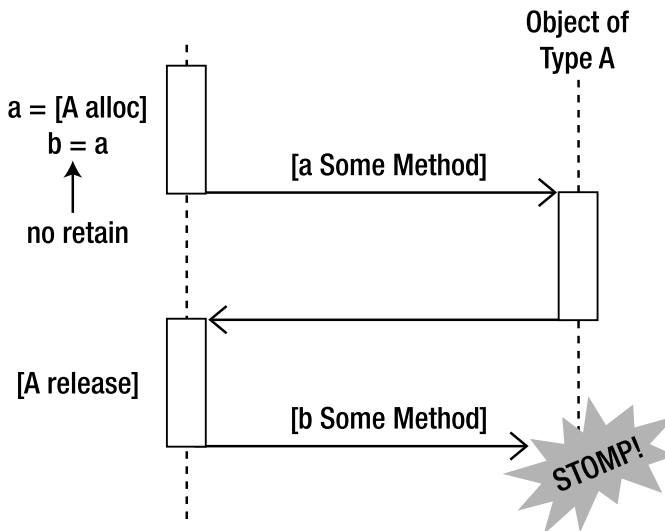 Object of
Type A
a = [A alloc]
b = a
no retain
[a Some Method]
[A release]
[b Some Method]
STOMP!